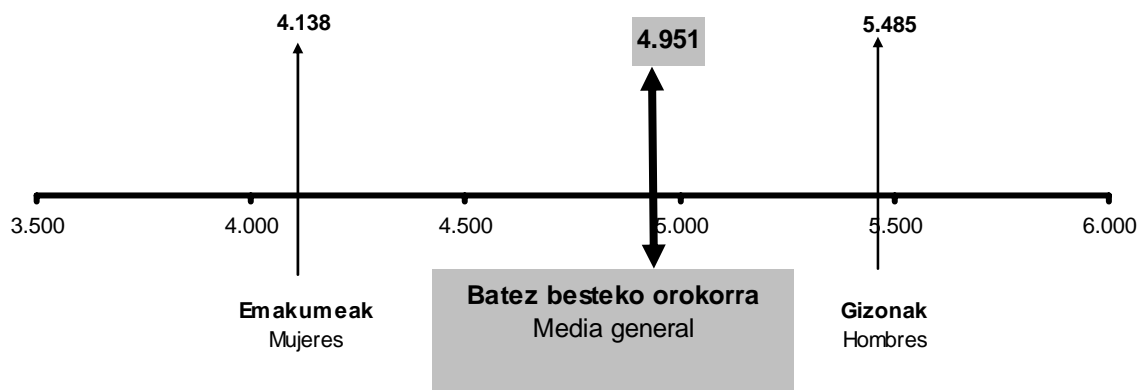 4.138
4.951
5.485
3.500
4.000
4.500
5.000
5.500
6.000
Emakumeak
Mujeres
Batez besteko orokorra
Media general
Gizonak
Hombres